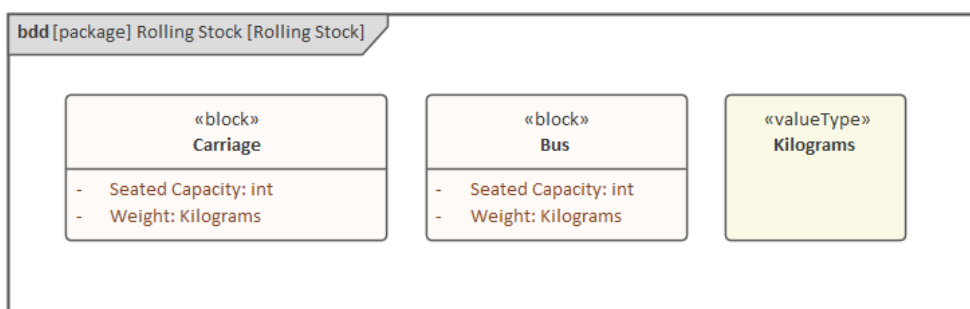 bdd [package] Rolling Stock [Rolling Stock]
«block»
Carriage
- Seated Capacity: int
- Weight: Kilograms
«block»
Bus
- Seated Capacity: int
- Weight: Kilograms
«valueType»
Kilograms